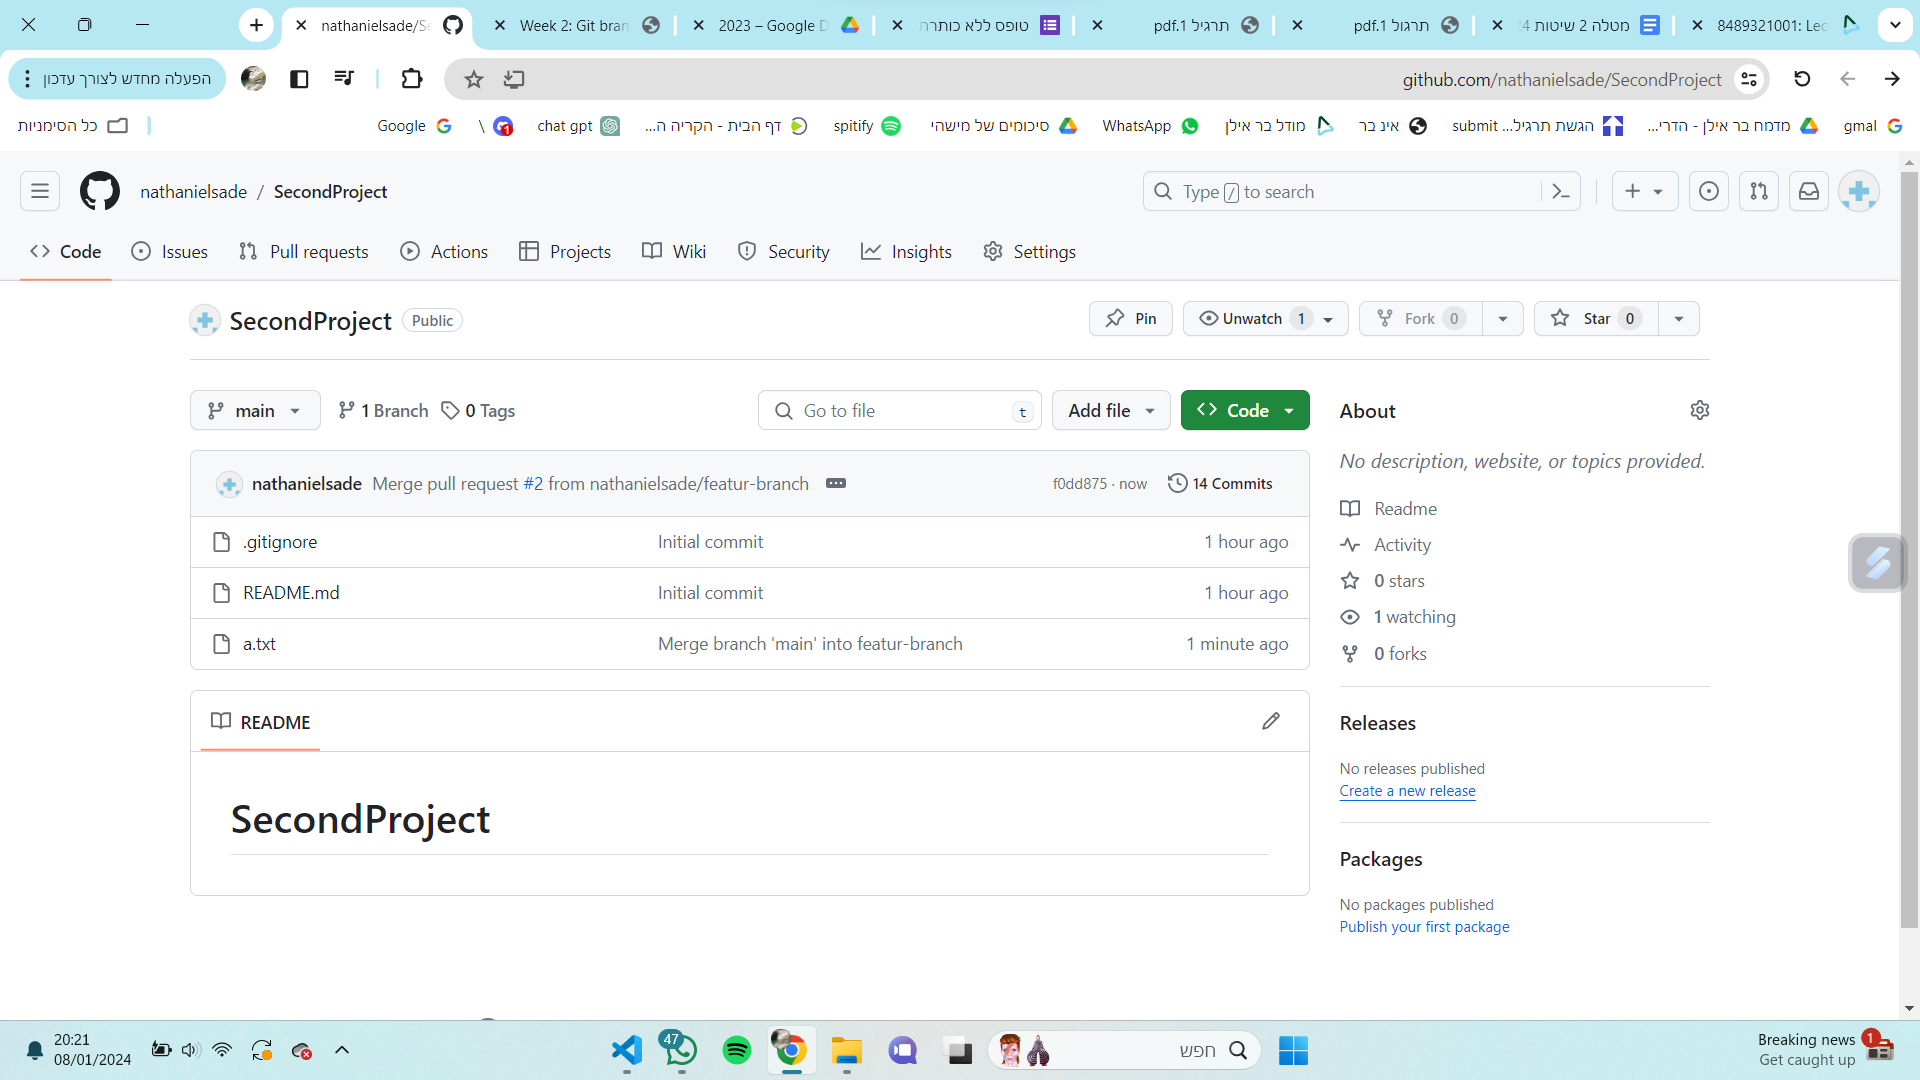 nathanielsade/Se
Week 2: Git bran
2023 – Google D
טופס ללא כותרת
תרגיל 1.pdf
תרגול 1.pdf
מטלה 2 שיטות 24
8489321001: Lec
הפעלה מחדש לצורך עדכון
github.com/nathanielsade/SecondProject
כל הסימניות
Google
\
1
chat gpt
דף הבית - הקריה ה...
spitify
סיכומים של מישהי
WhatsApp
מודל בר אילן
אינ בר
submit הגשת תרגיל...
מדמח בר אילן - הדרי...
gmal
nathanielsade / SecondProject
Type / to search
Code
Issues
Pull requests
Actions
Projects
Wiki
Security
Insights
Settings
SecondProject Public
Pin
Unwatch 1
Fork 0
Star 0
main
1 Branch
0 Tags
Go to file t
Add file
Code
nathanielsade Merge pull request #2 from nathanielsade/featur-branch
f0dd875 · now
14 Commits
.gitignore Initial commit 1 hour ago
README.md Initial commit 1 hour ago
a.txt Merge branch 'main' into featur-branch 1 minute ago
README
SecondProject
About
No description, website, or topics provided.
Readme
Activity
0 stars
1 watching
0 forks
Releases
No releases published
Create a new release
Packages
No packages published
Publish your first package
20:21
08/01/2024
47
חפש
Breaking news
Get caught up
1